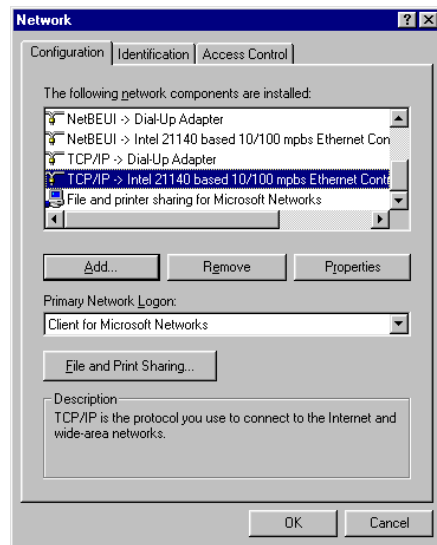 Network
Configuration Identification Access Control
The following network components are installed:
NetBEUI -> Dial-Up Adapter
NetBEUI -> Intel 21140 based 10/100 mpbs Ethernet Con
TCP/IP -> Dial-Up Adapter
TCP/IP -> Intel 21140 based 10/100 mpbs Ethernet Contr
File and printer sharing for Microsoft Networks
Add... Remove Properties
Primary Network Logon:
Client for Microsoft Networks
File and Print Sharing...
Description
TCP/IP is the protocol you use to connect to the Internet and
wide-area networks.
OK Cancel